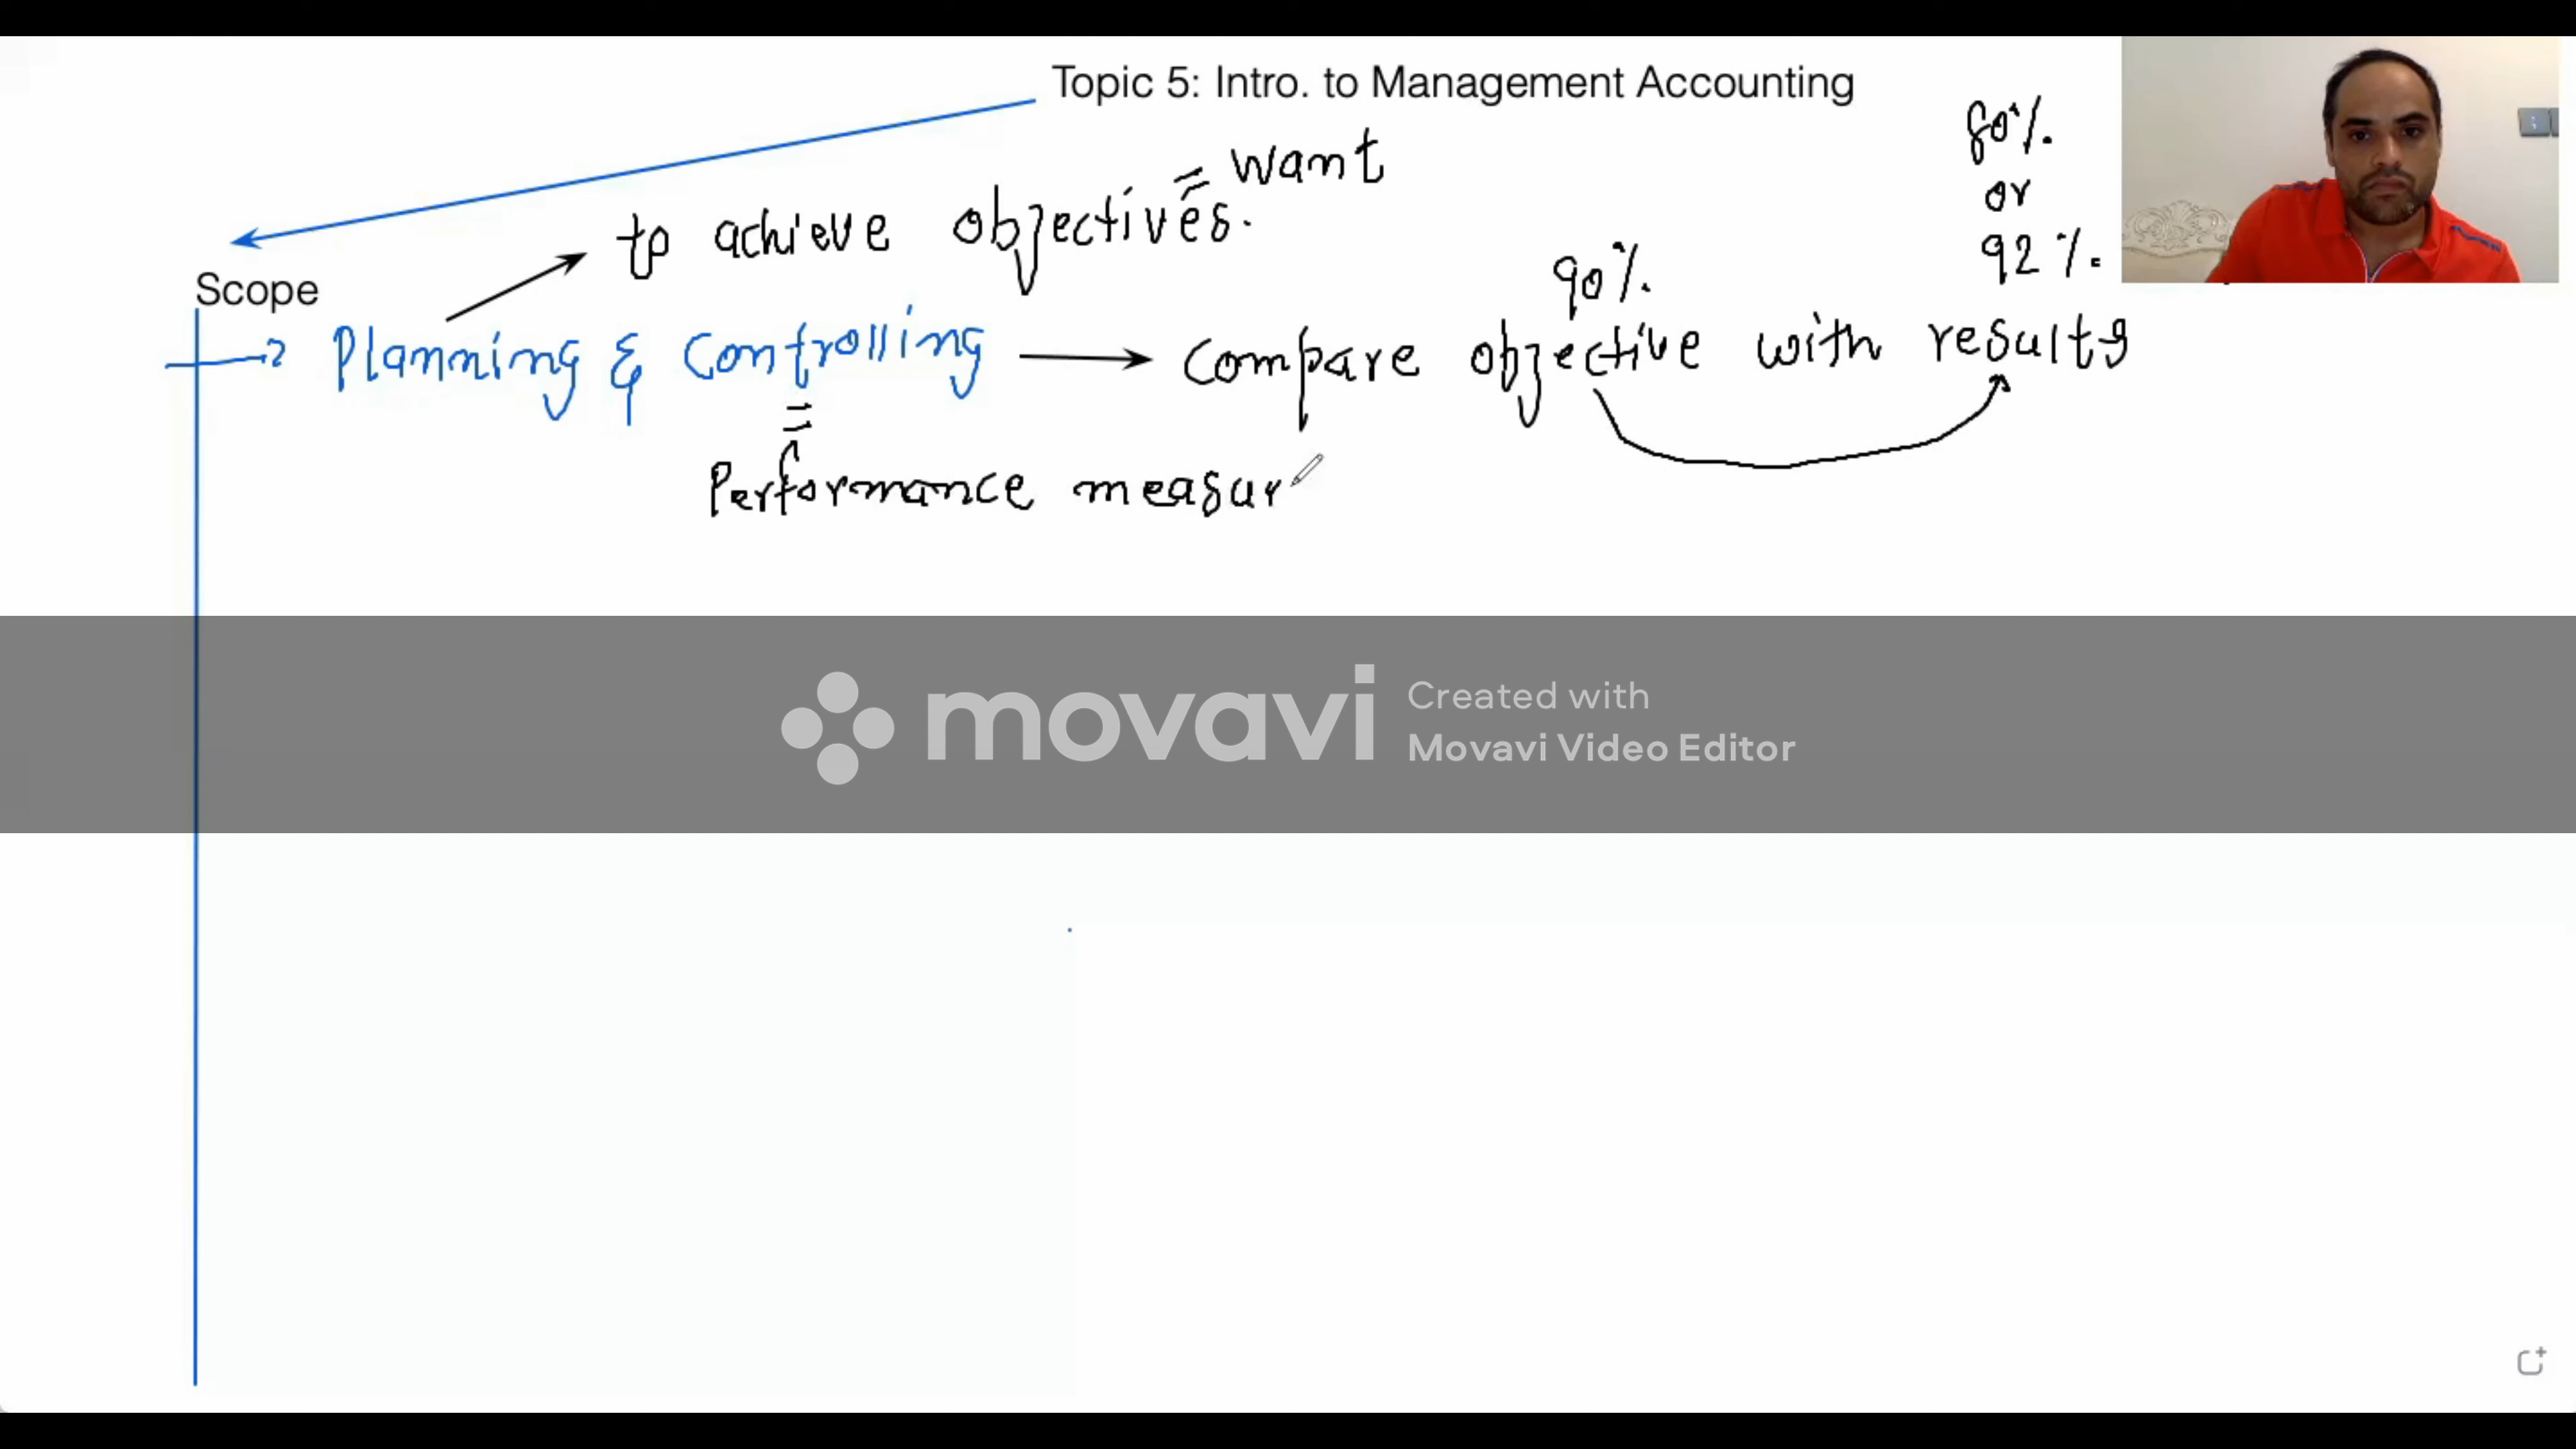 Topic 5: Intro. to Management Accounting
= want
80%.
or
92%.
to achieve objectives.
90%.
Scope
Planning & Controlling
Compare objective with results
=
Performance measur
movavi
Created with
Movavi Video Editor